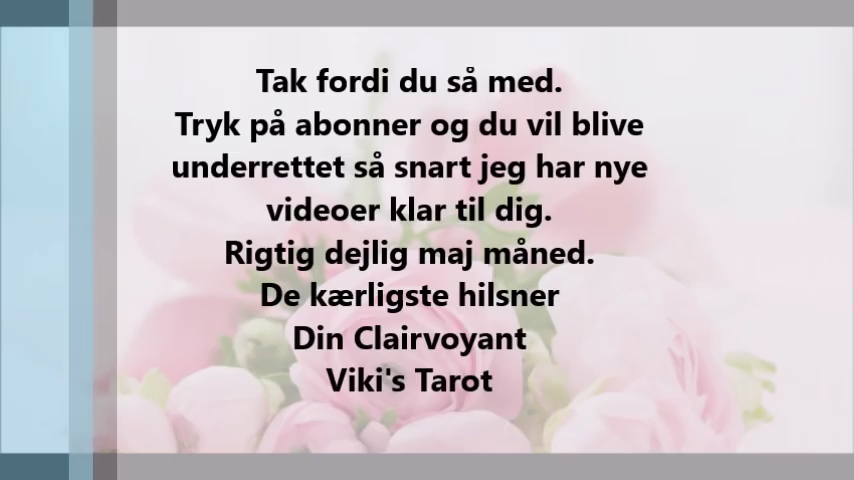 Tak fordi du så med.
Tryk på abonner og du vil blive
underrettet så snart jeg har nye
videoer klar til dig.
Rigtig dejlig maj måned.
De kærligste hilsner
Din Clairvoyant
Viki's Tarot